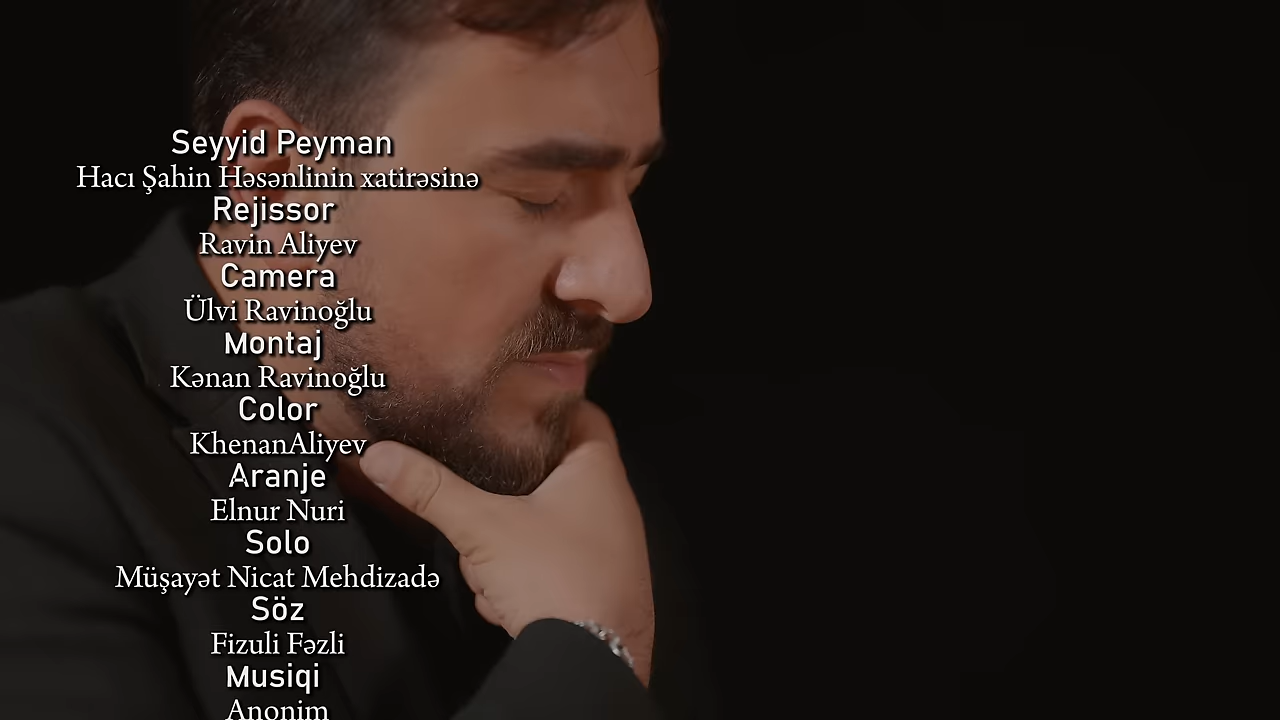 Seyyid Peyman
Hacı Şahin Həsənlinin xatirəsinə
Rejissor
Ravin Aliyev
Camera
Ülvi Ravinoğlu
Montaj
Kənan Ravinoğlu
Color
KhenanAliyev
Aranje
Elnur Nuri
Solo
Müşayət Nicat Mehdizadə
Söz
Fizuli Fəzli
Musiqi
Anonim